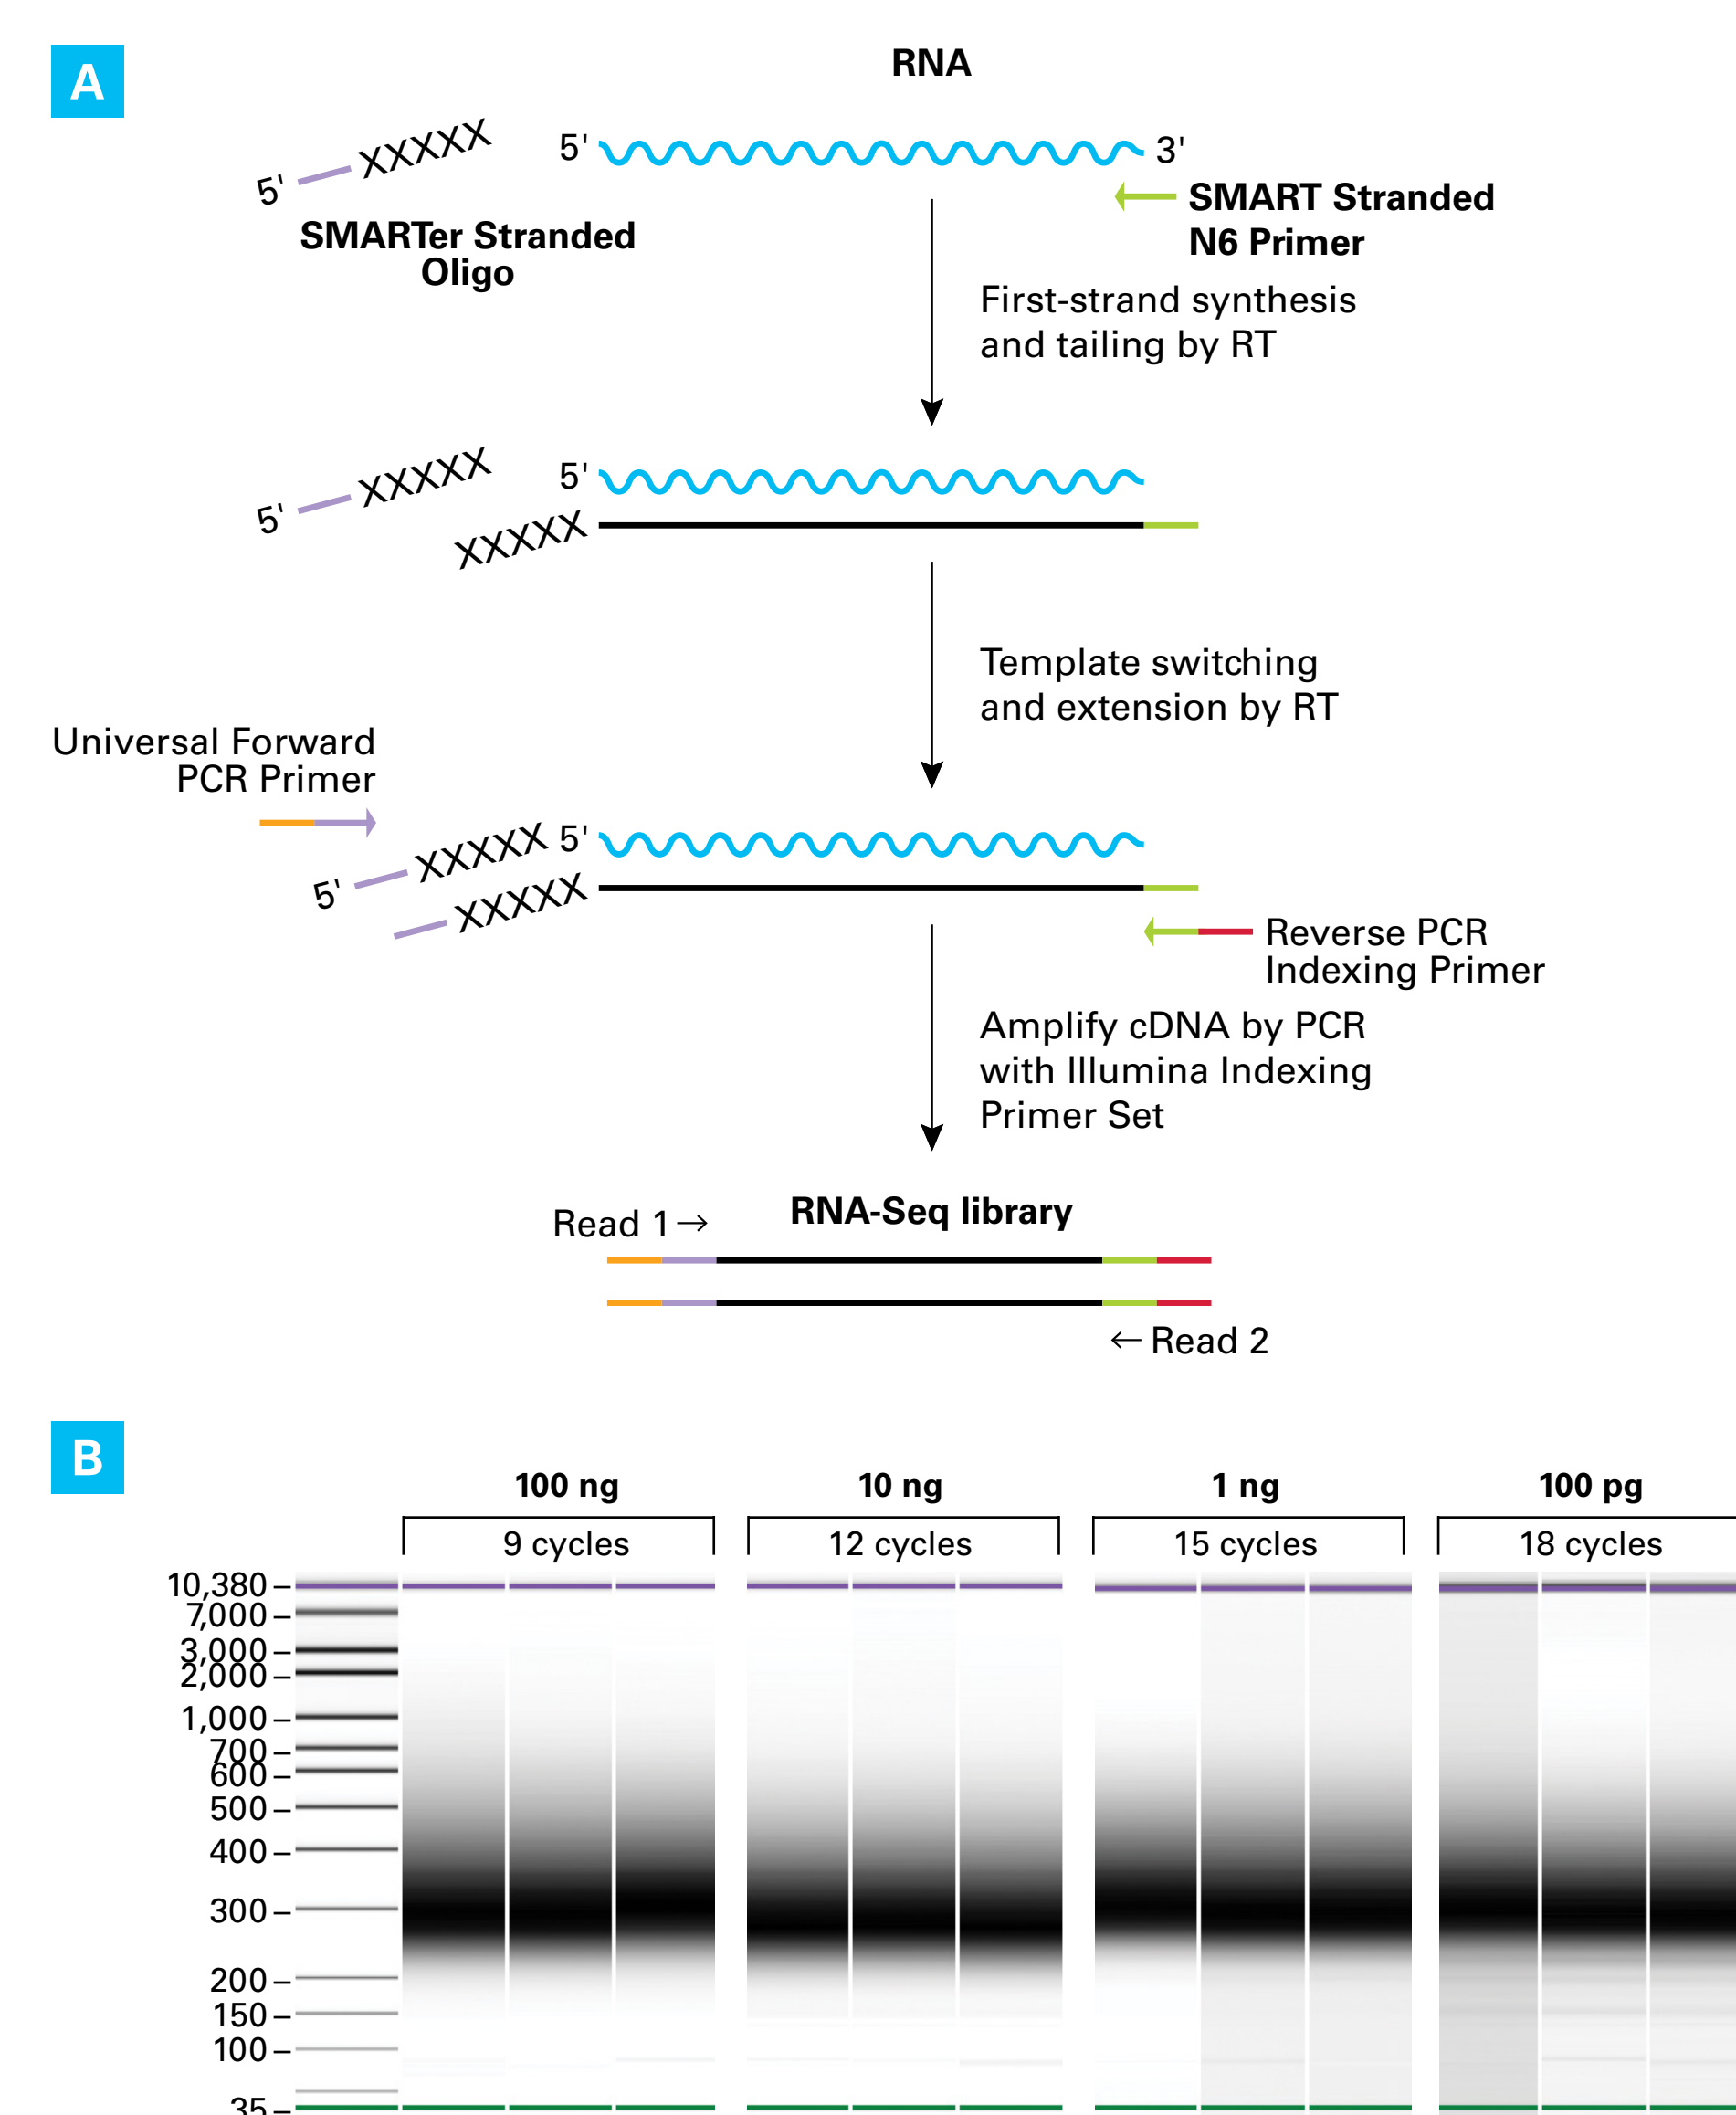 A
RNA
5' XXXXX
5' 3'
SMARTer Stranded
Oligo
SMART Stranded
N6 Primer
First-strand synthesis
and tailing by RT
5' XXXXX
5'
XXXXX
Template switching
and extension by RT
Universal Forward
PCR Primer
5' XXXXX
5'
XXXXX
Reverse PCR
Indexing Primer
Amplify cDNA by PCR
with Illumina Indexing
Primer Set
RNA-Seq library
Read 1→
←Read 2
B
100 ng 10 ng 1 ng 100 pg
9 cycles 12 cycles 15 cycles 18 cycles
10,380
7,000
3,000
2,000
1,000
700
600
500
400
300
200
150
100
35